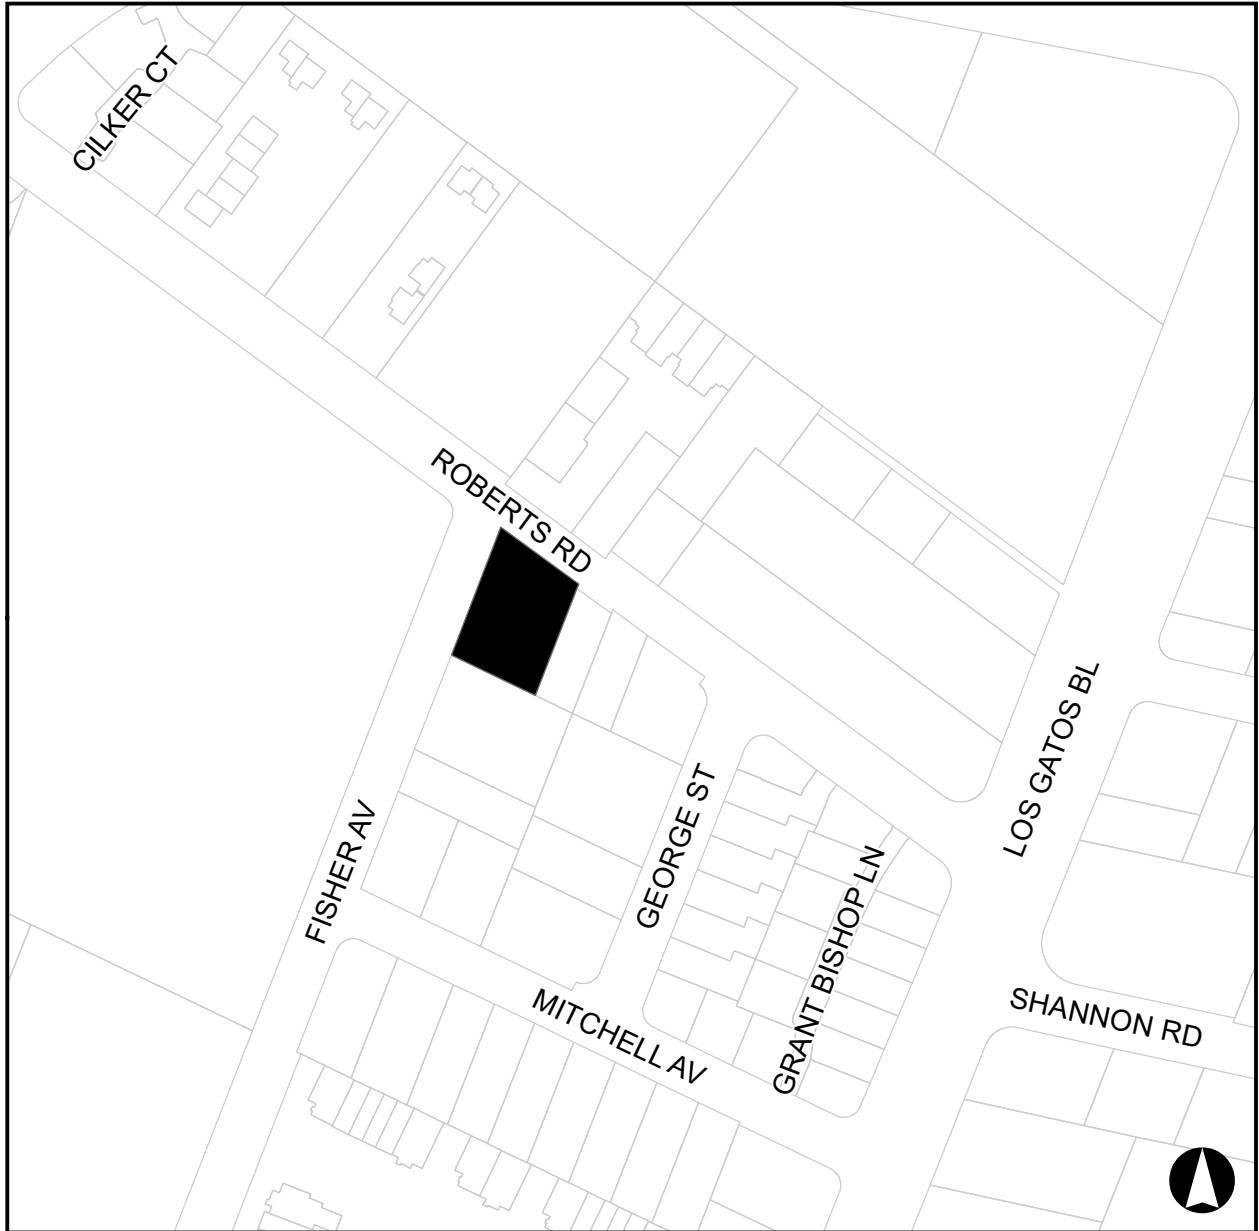 CILKER CT
ROBERTS RD
LOS GATOS BL
FISHER AV
GEORGE ST
GRANT BISHOP LN
MITCHELL AV
SHANNON RD